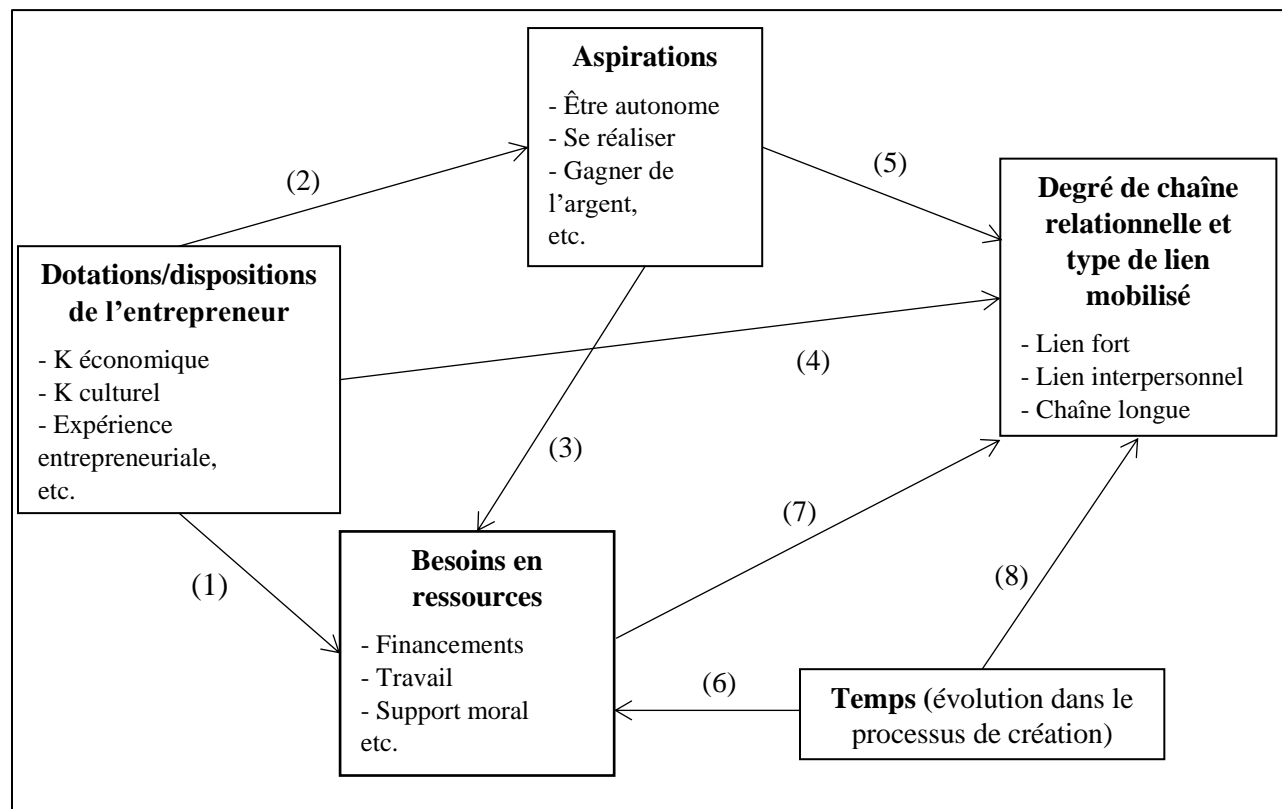 Aspirations
- Être autonome
- Se réaliser
- Gagner de
l’argent,
etc.
(2)
(5)
Degré de chaîne
relationnelle et
type de lien
mobilisé
- Lien fort
- Lien interpersonnel
- Chaîne longue
Dotations/dispositions
de l’entrepreneur
- K économique
- K culturel
- Expérience
entrepreneuriale,
etc.
(4)
(3)
(7)
(1)
Besoins en
ressources
- Financements
- Travail
- Support moral
etc.
(8)
(6)
Temps (évolution dans le
processus de création)